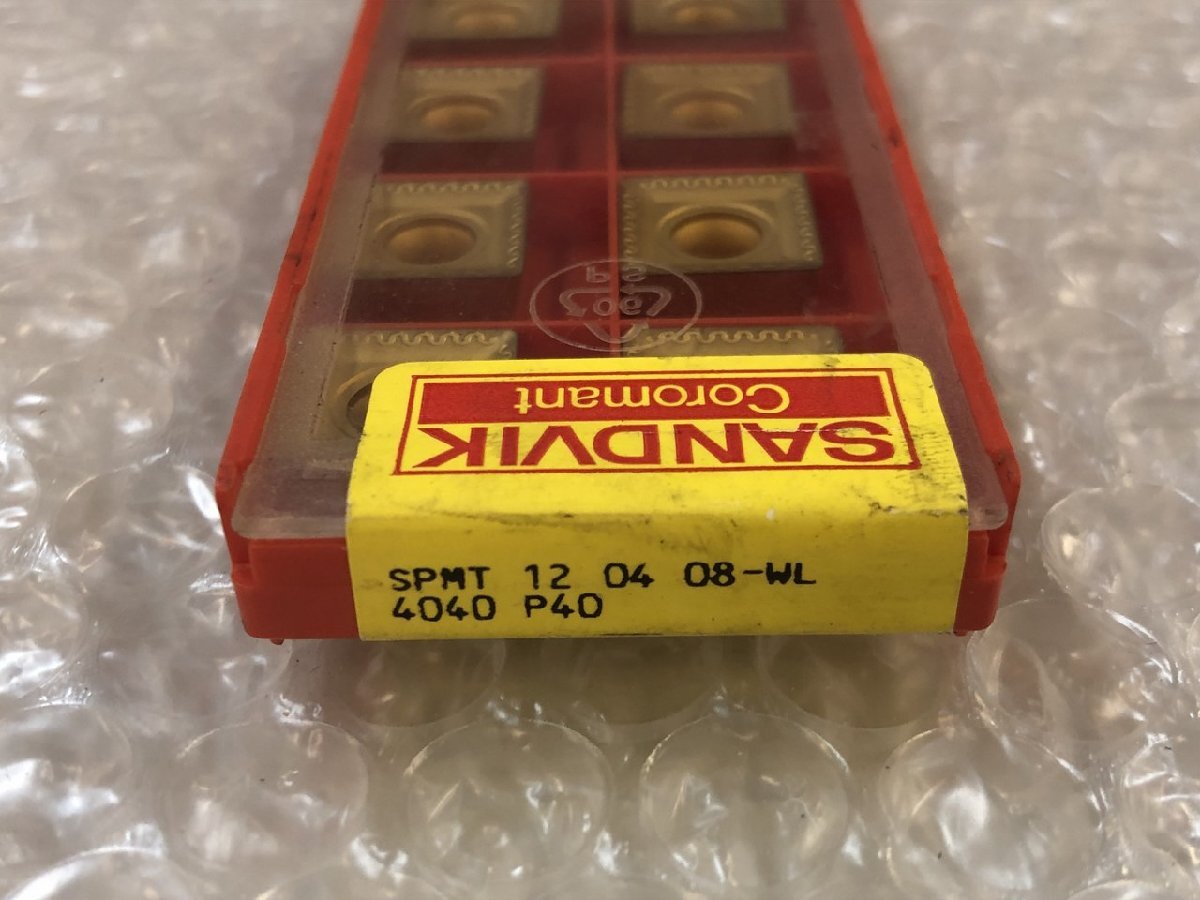 SANDVIK
Coromant
SPMT 12 04 08-WL
4040 P40